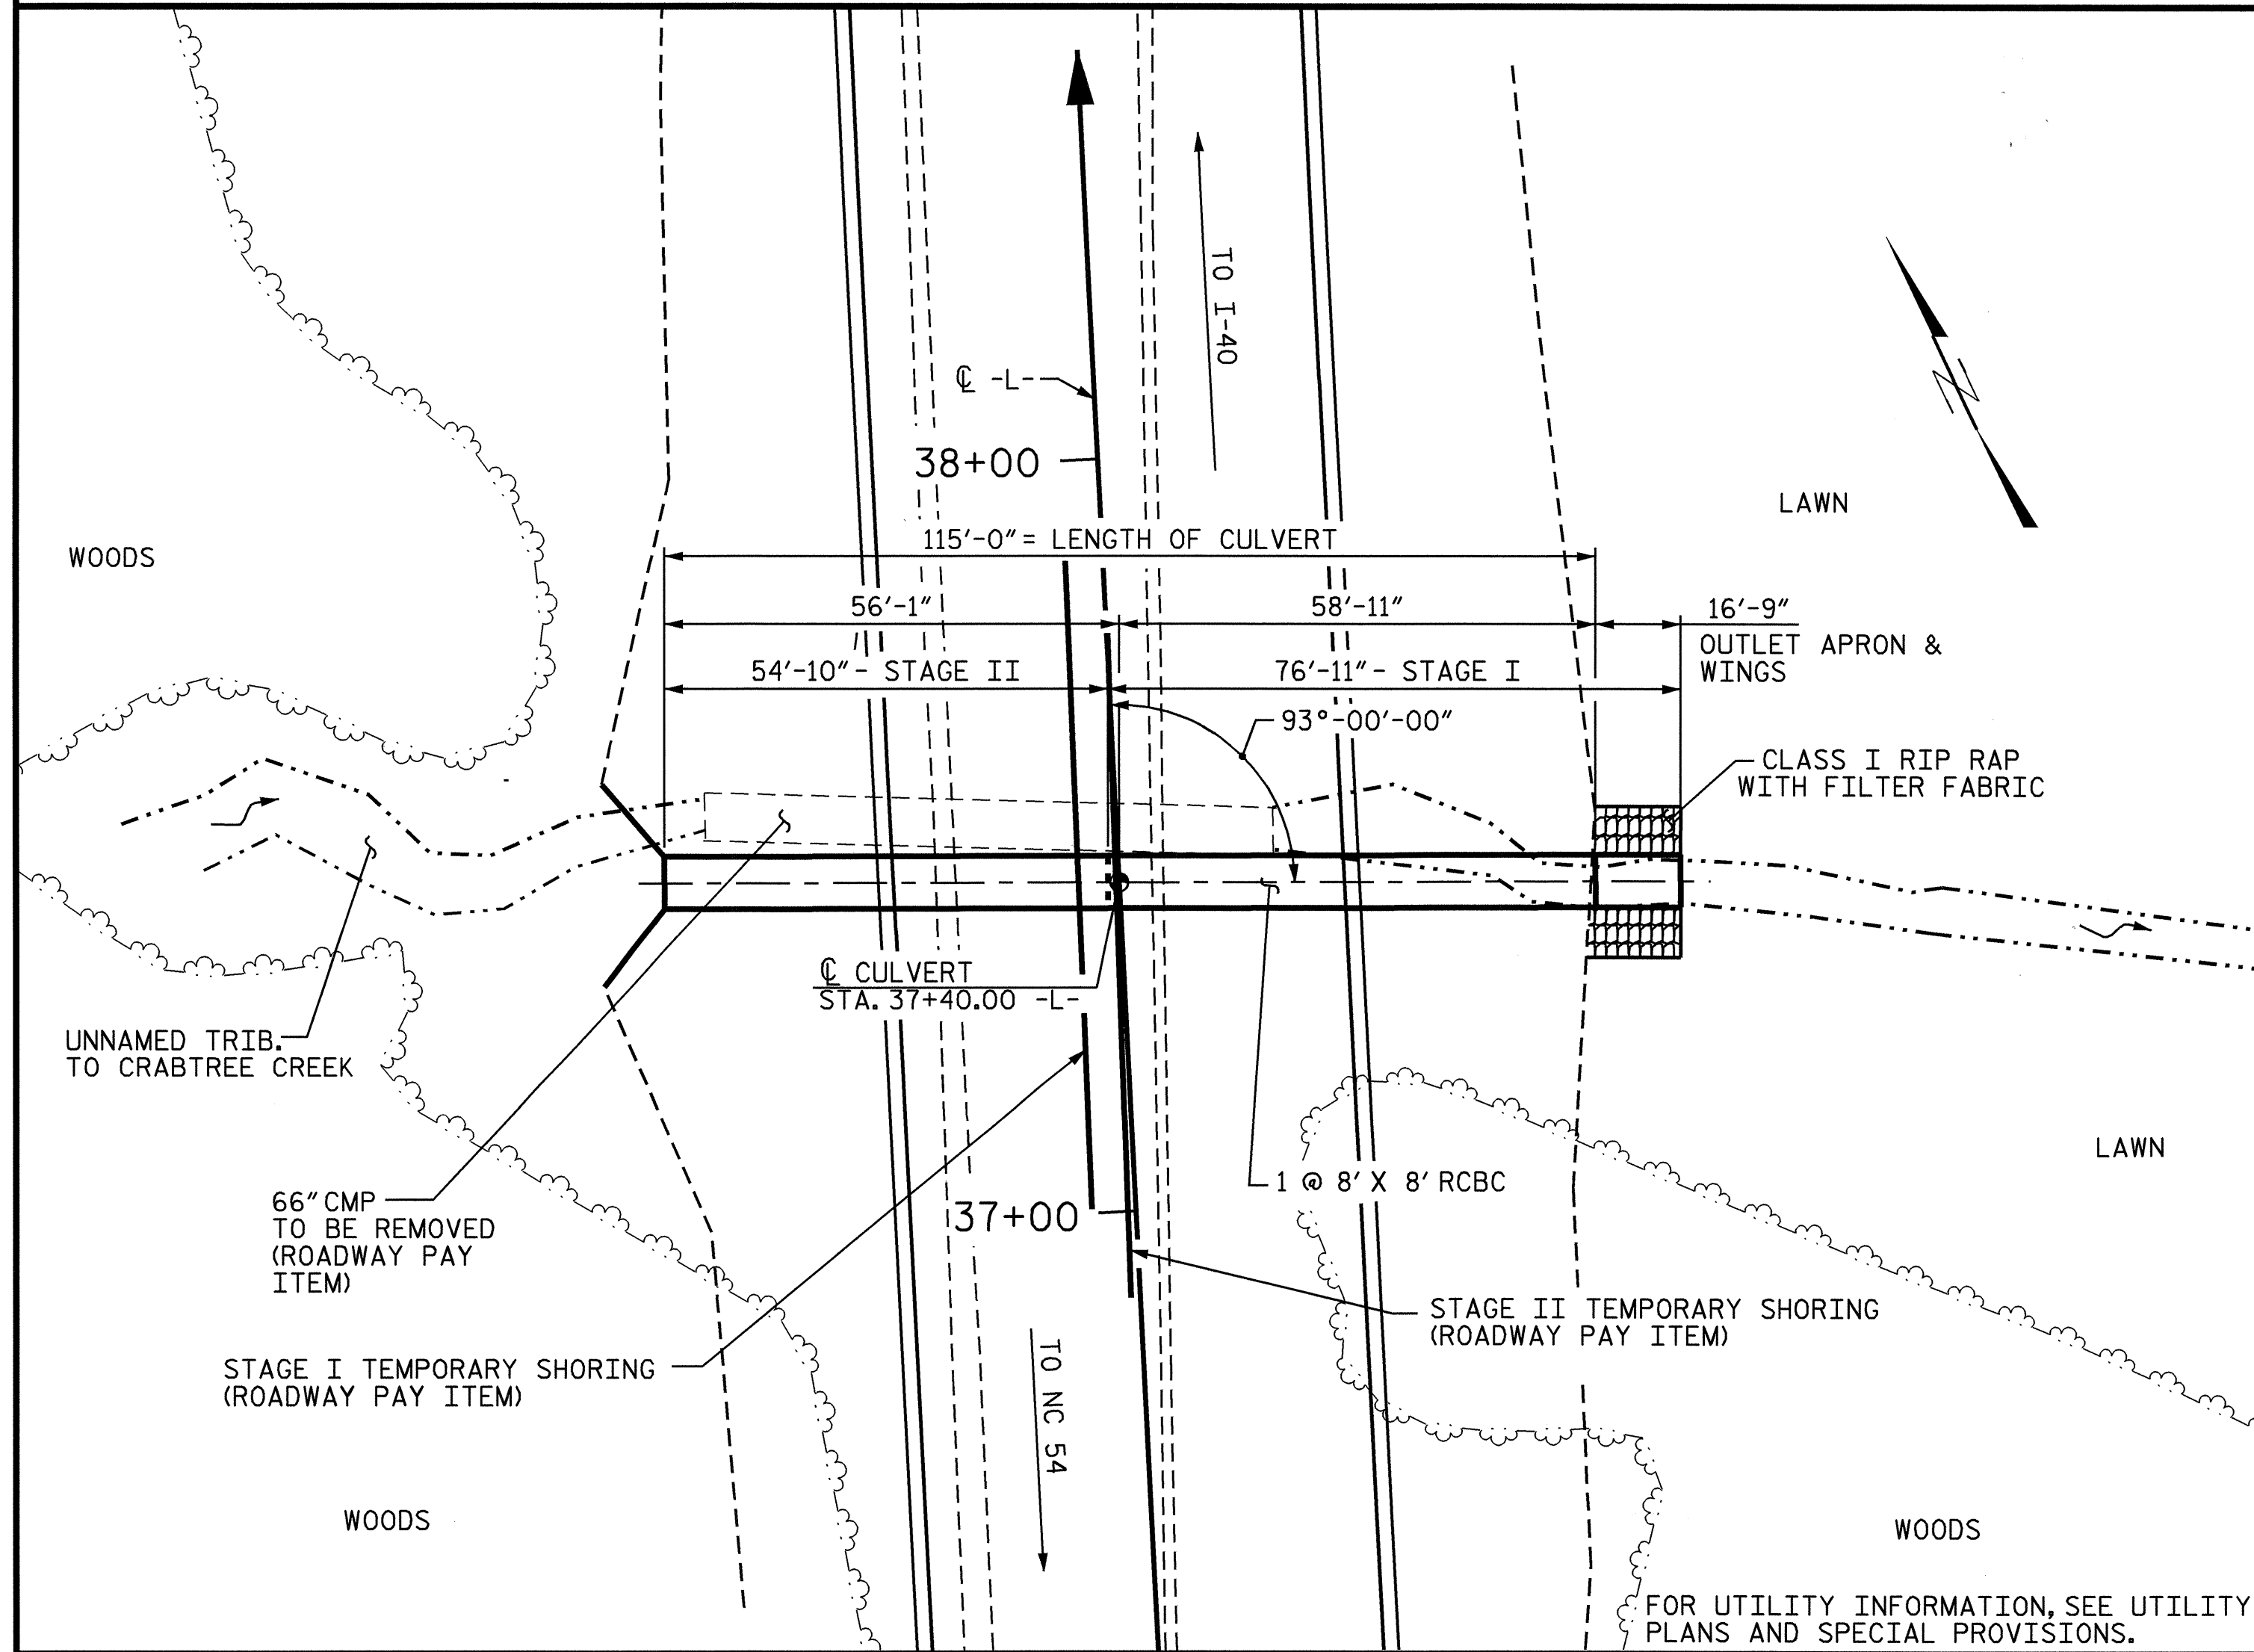 TO I-40
℄ -L-
38+00
LAWN
WOODS
115'-0" = LENGTH OF CULVERT
56'-1"
58'-11"
16'-9"
OUTLET APRON &
WINGS
54'-10" - STAGE II
76'-11" - STAGE I
93°-00'-00"
CLASS I RIP RAP
WITH FILTER FABRIC
N
℄ CULVERT
STA. 37+40.00 -L-
UNNAMED TRIB.
TO CRABTREE CREEK
LAWN
1 @ 8' X 8' RCBC
66" CMP
TO BE REMOVED
(ROADWAY PAY
ITEM)
37+00
STAGE II TEMPORARY SHORING
(ROADWAY PAY ITEM)
STAGE I TEMPORARY SHORING
(ROADWAY PAY ITEM)
TO NC 54
WOODS
WOODS
FOR UTILITY INFORMATION, SEE UTILITY
PLANS AND SPECIAL PROVISIONS.